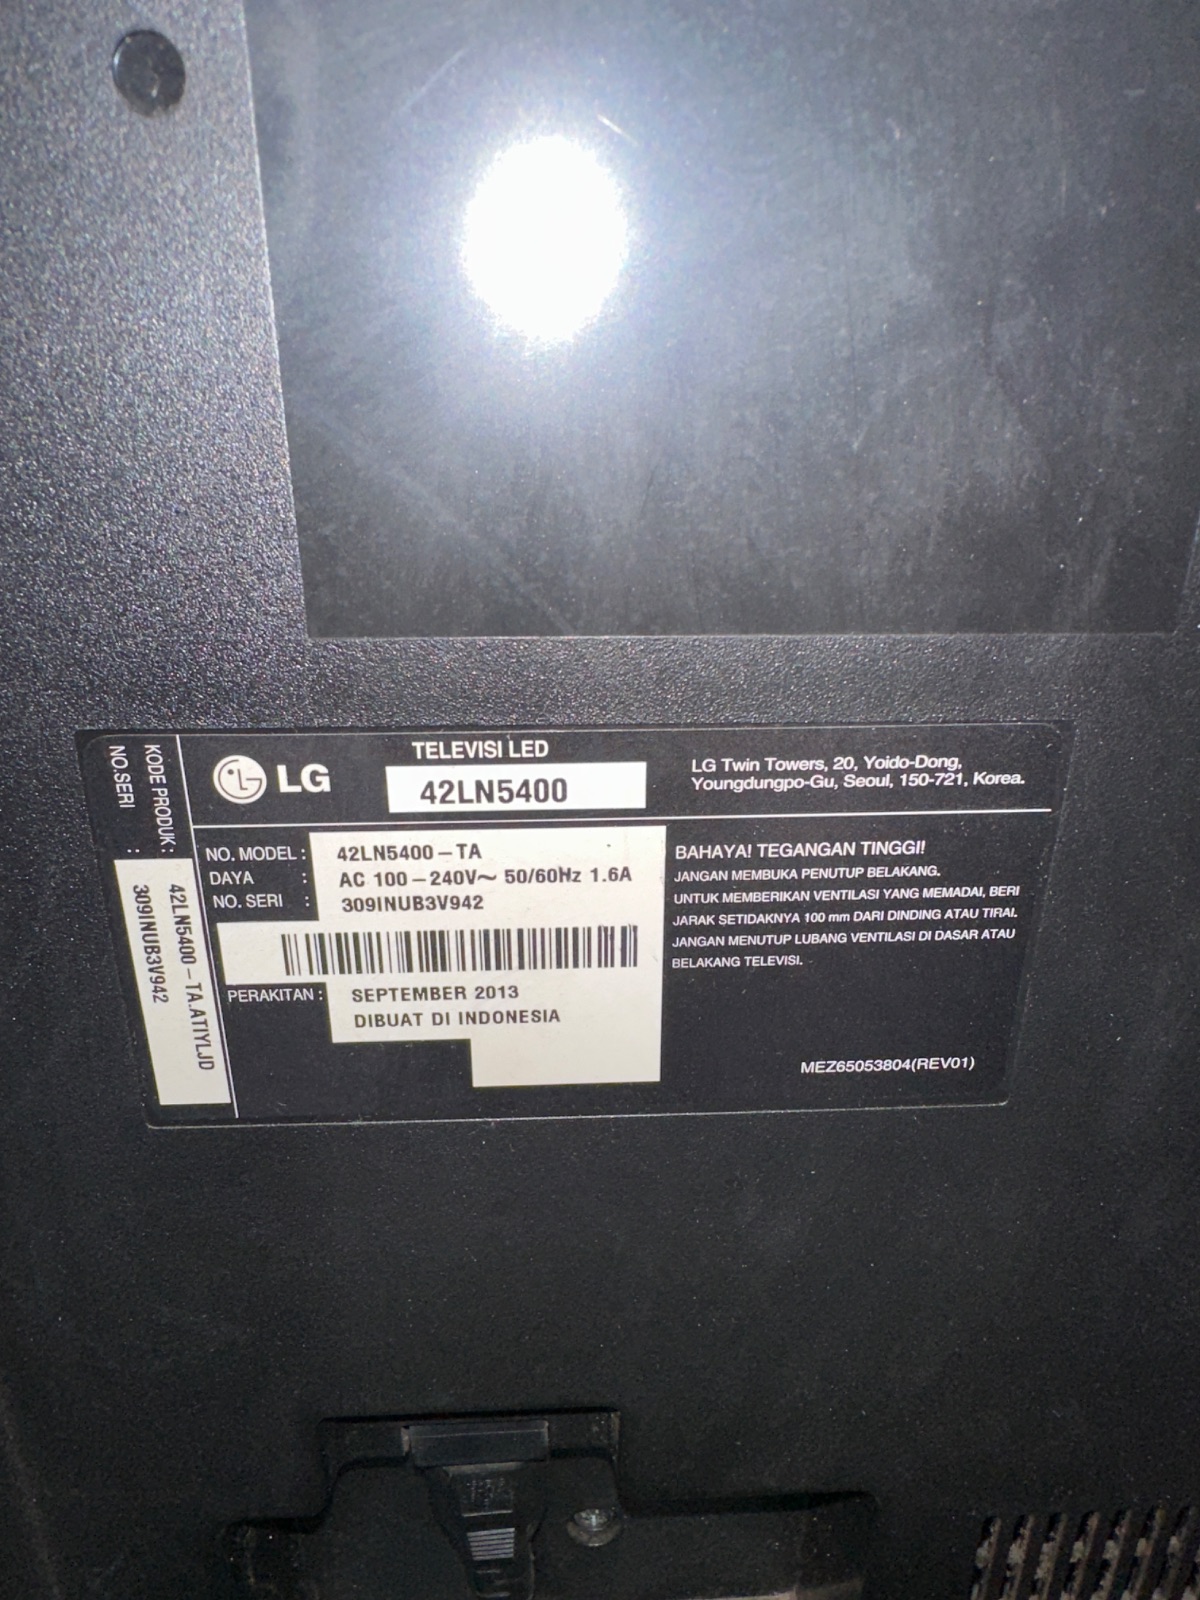 TELEVISI LED
LG
42LN5400
LG Twin Towers, 20, Yoido-Dong,
Youngdungpo-Gu, Seoul, 150-721, Korea.
KODE PRODUK: 42LN5400-TA.ATIYLJD
NO.SERI : 309INUB3V942
NO. MODEL : 42LN5400-TA
DAYA : AC 100-240V~ 50/60Hz 1.6A
NO. SERI : 309INUB3V942
PERAKITAN : SEPTEMBER 2013
DIBUAT DI INDONESIA
BAHAYA! TEGANGAN TINGGI!
JANGAN MEMBUKA PENUTUP BELAKANG.
UNTUK MEMBERIKAN VENTILASI YANG MEMADAI, BERI
JARAK SETIDAKNYA 100 mm DARI DINDING ATAU TIRAI.
JANGAN MENUTUP LUBANG VENTILASI DI DASAR ATAU
BELAKANG TELEVISI.
MEZ65053804(REV01)